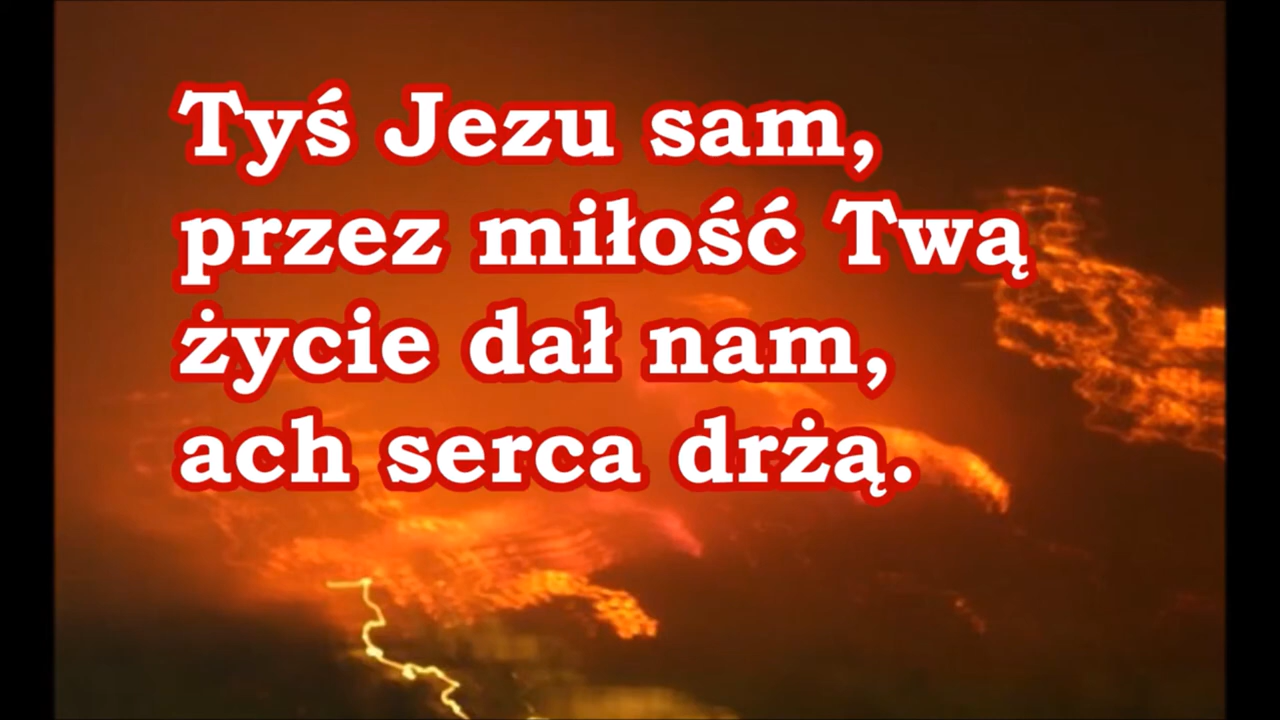 Tyś Jezu sam,
przez miłość Twą
życie dał nam,
ach serca drżą.